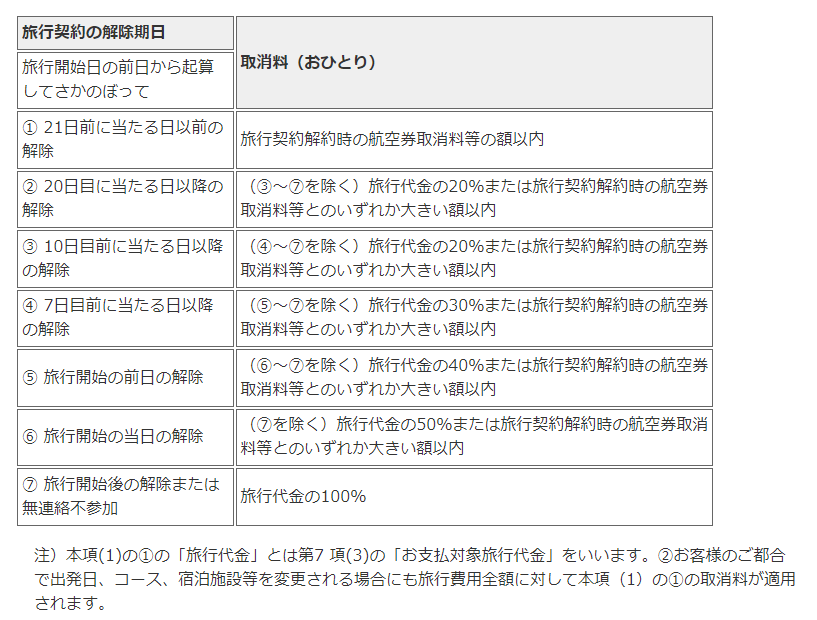 旅行契約の解除期日
取消料（おひとり）
旅行開始日の前日から起算
してさかのぼって
① 21日前に当たる日以前の
解除
旅行契約解約時の航空券取消料等の額以内
② 20日目に当たる日以降の
解除
（③～⑦を除く）旅行代金の20%または旅行契約解約時の航空券
取消料等とのいずれか大きい額以内
③ 10日目前に当たる日以降
の解除
（④～⑦を除く）旅行代金の20%または旅行契約解約時の航空券
取消料等とのいずれか大きい額以内
④ 7日目前に当たる日以降
の解除
（⑤～⑦を除く）旅行代金の30%または旅行契約解約時の航空券
取消料等とのいずれか大きい額以内
⑤ 旅行開始の前日の解除
（⑥～⑦を除く）旅行代金の40%または旅行契約解約時の航空券
取消料等とのいずれか大きい額以内
⑥ 旅行開始の当日の解除
（⑦を除く）旅行代金の50%または旅行契約解約時の航空券取消
料等とのいずれか大きい額以内
⑦ 旅行開始後の解除または
無連絡不参加
旅行代金の100%
注）本項(1)の①の「旅行代金」とは第7 項(3)の「お支払対象旅行代金」をいいます。②お客様のご都合
で出発日、コース、宿泊施設等を変更される場合にも旅行費用全額に対して本項（1）の①の取消料が適用
されます。